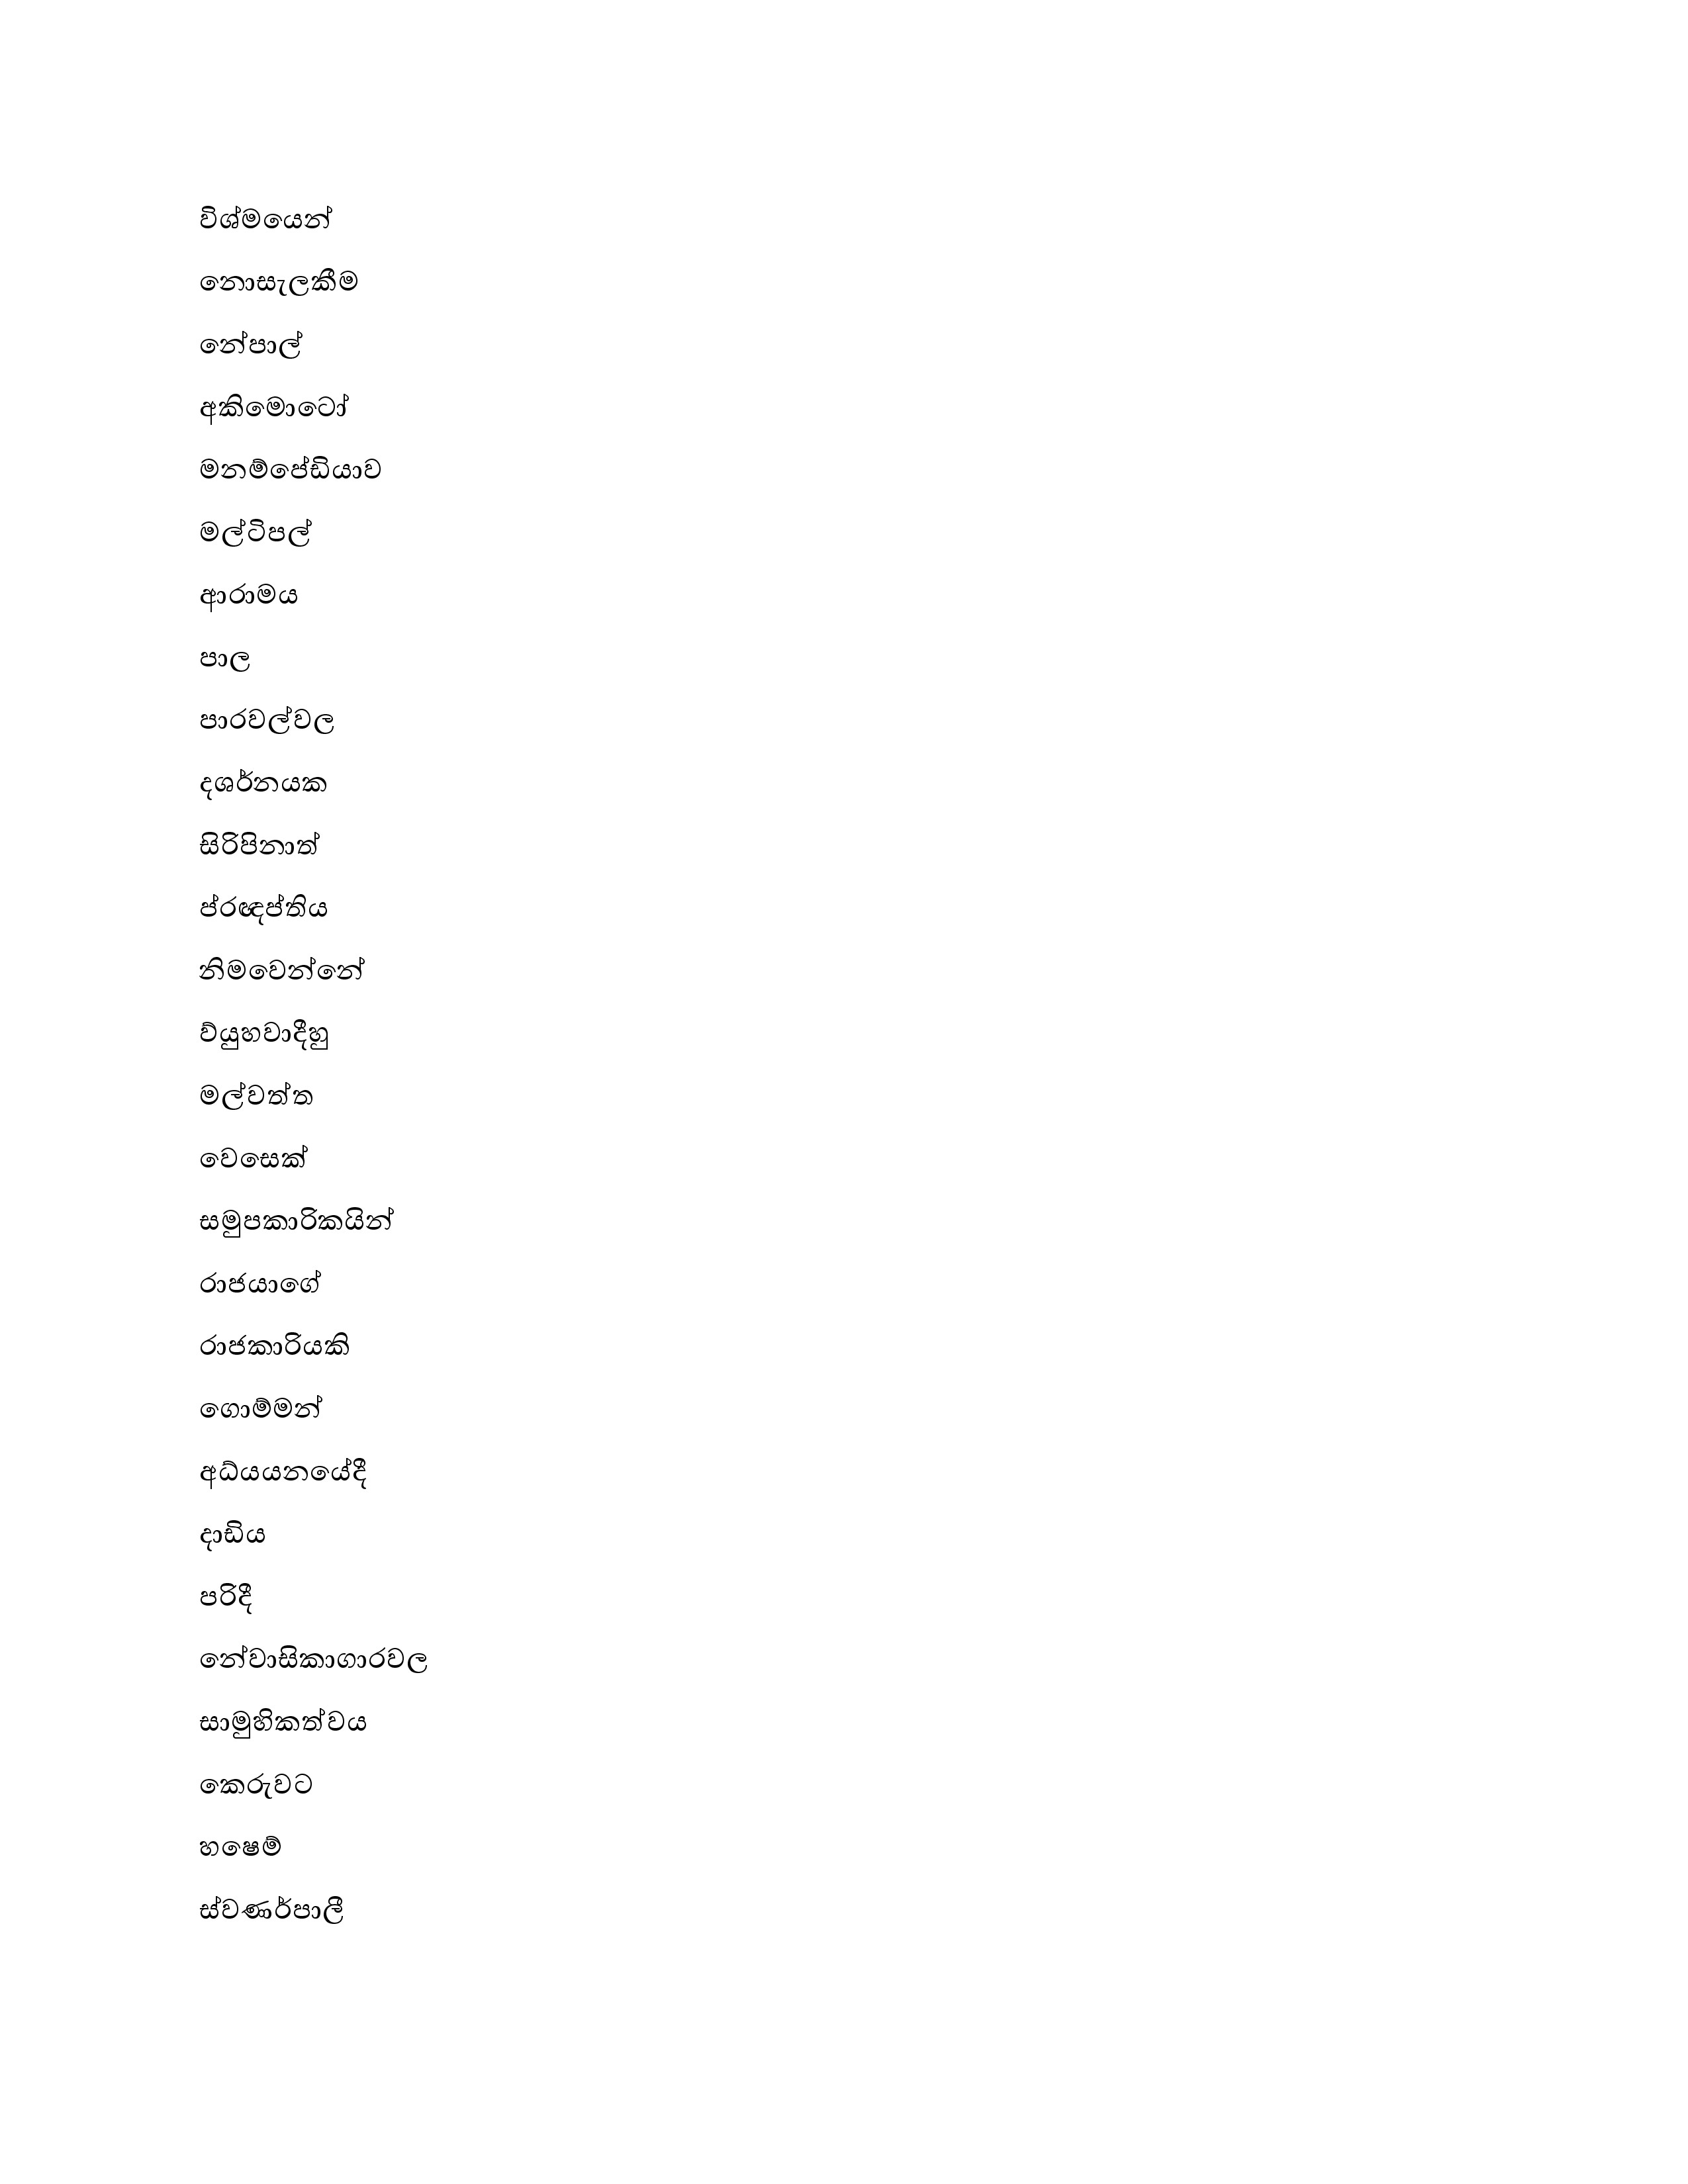 විශ්මයෙන්
නොසැලකීම
නේපාල්
අකිමොටෝ
මනම්පේඩියාව
මල්ටිපල්
ආරාමය
පාල
පාරවල්වල
දශර්නයක
සිරිපිනාත්
ප්රඥප්තිය
නිමවෙන්නේ
ව්යුහවාදීහු
මල්වත්ත
වෙසෙක්
සමුපකාරිකයින්
රාජයාගේ
රාජකාරියකි
ගොම්මන්
අධ්යයනයේදී
දාඩිය
පරිදී
නේවාසිකාගාරවල
සාමුහිකත්වය
කෙරුවට
හෂෙම්
ස්වණර්පාලී